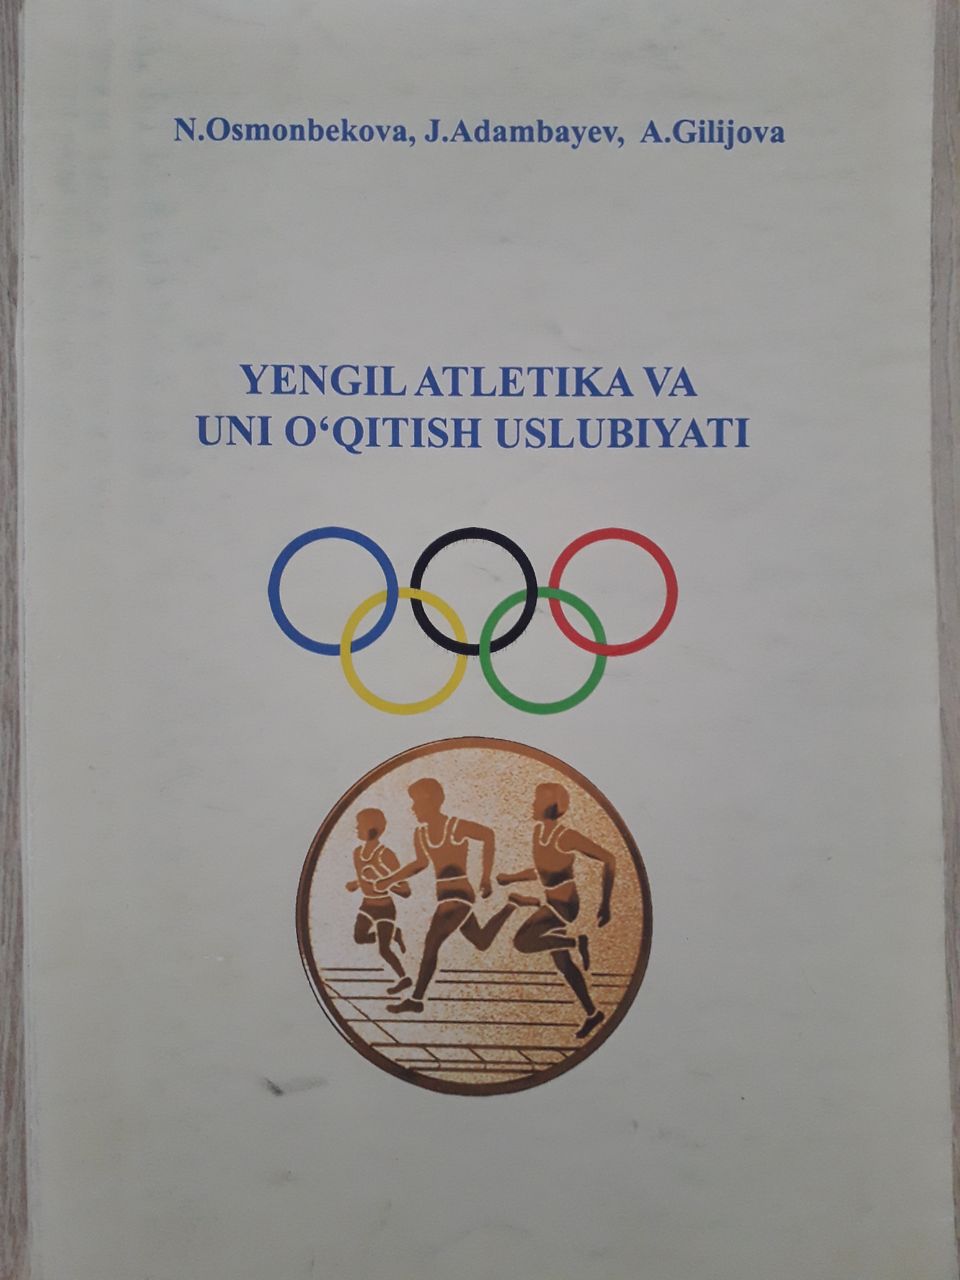 N.Osmonbekova, J.Adambayev, A.Gilijova
YENGIL ATLETIKA VA
UNI O‘QITISH USLUBIYATI